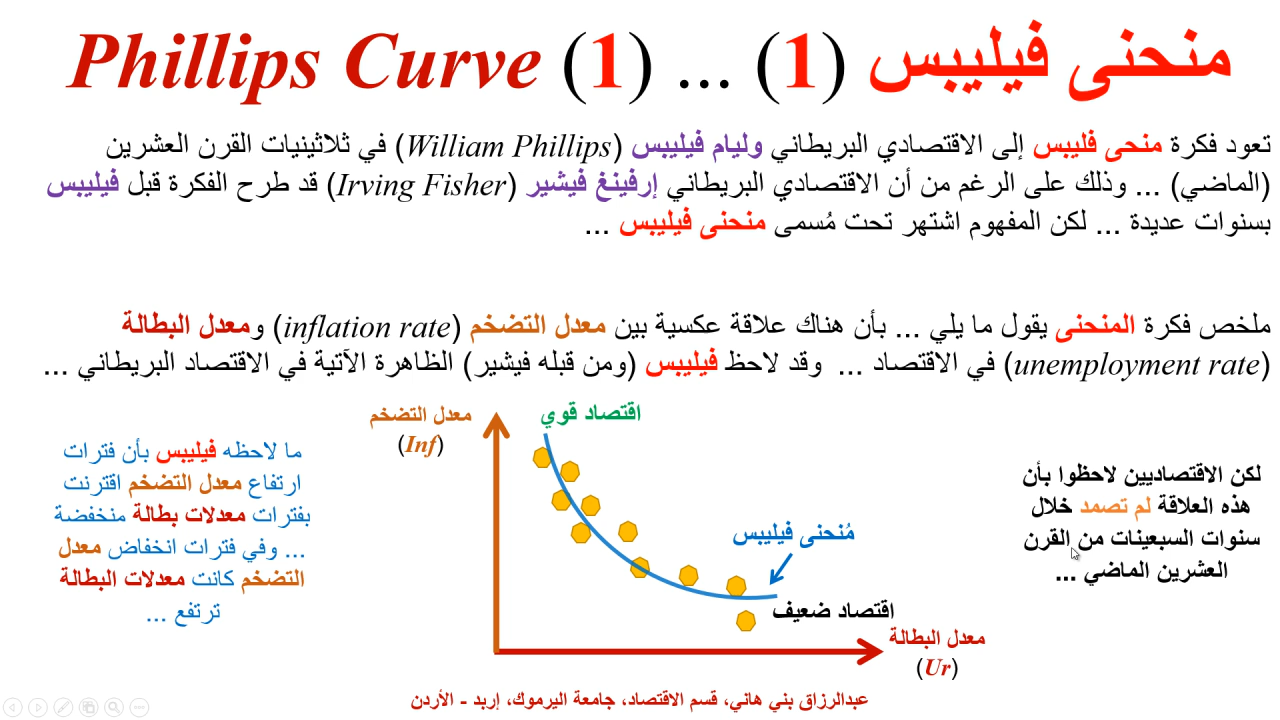 منحنى فيليبس (1) ... Phillips Curve (1)
تعود فكرة منحى فليبس إلى الاقتصادي البريطاني وليام فيليبس (William Phillips) في ثلاثينيات القرن العشرين
(الماضي) ... وذلك على الرغم من أن الاقتصادي البريطاني إرفينغ فيشير (Irving Fisher) قد طرح الفكرة قبل فيليبس
بسنوات عديدة ... لكن المفهوم اشتهر تحت مُسمى منحنى فيليبس ...
ملخص فكرة المنحنى يقول ما يلي ... بأن هناك علاقة عكسية بين معدل التضخم (inflation rate) ومعدل البطالة
(unemployment rate) في الاقتصاد ... وقد لاحظ فيليبس (ومن قبله فيشير) الظاهرة الآتية في الاقتصاد البريطاني ...
لكن الاقتصاديين لاحظوا بأن
هذه العلاقة لم تصمد خلال
سنوات السبعينات من القرن
العشرين الماضي ...
معدل التضخم
(Inf)
اقتصاد قوي
مُنحنى فيليبس
اقتصاد ضعيف
معدل البطالة
(Ur)
ما لاحظه فيليبس بأن فترات
ارتفاع معدل التضخم اقترنت
بفترات معدلات بطالة منخفضة
... وفي فترات انخفاض معدل
التضخم كانت معدلات البطالة
ترتفع ...
عبدالرزاق بني هاني، قسم الاقتصاد، جامعة اليرموك، إربد - الأردن